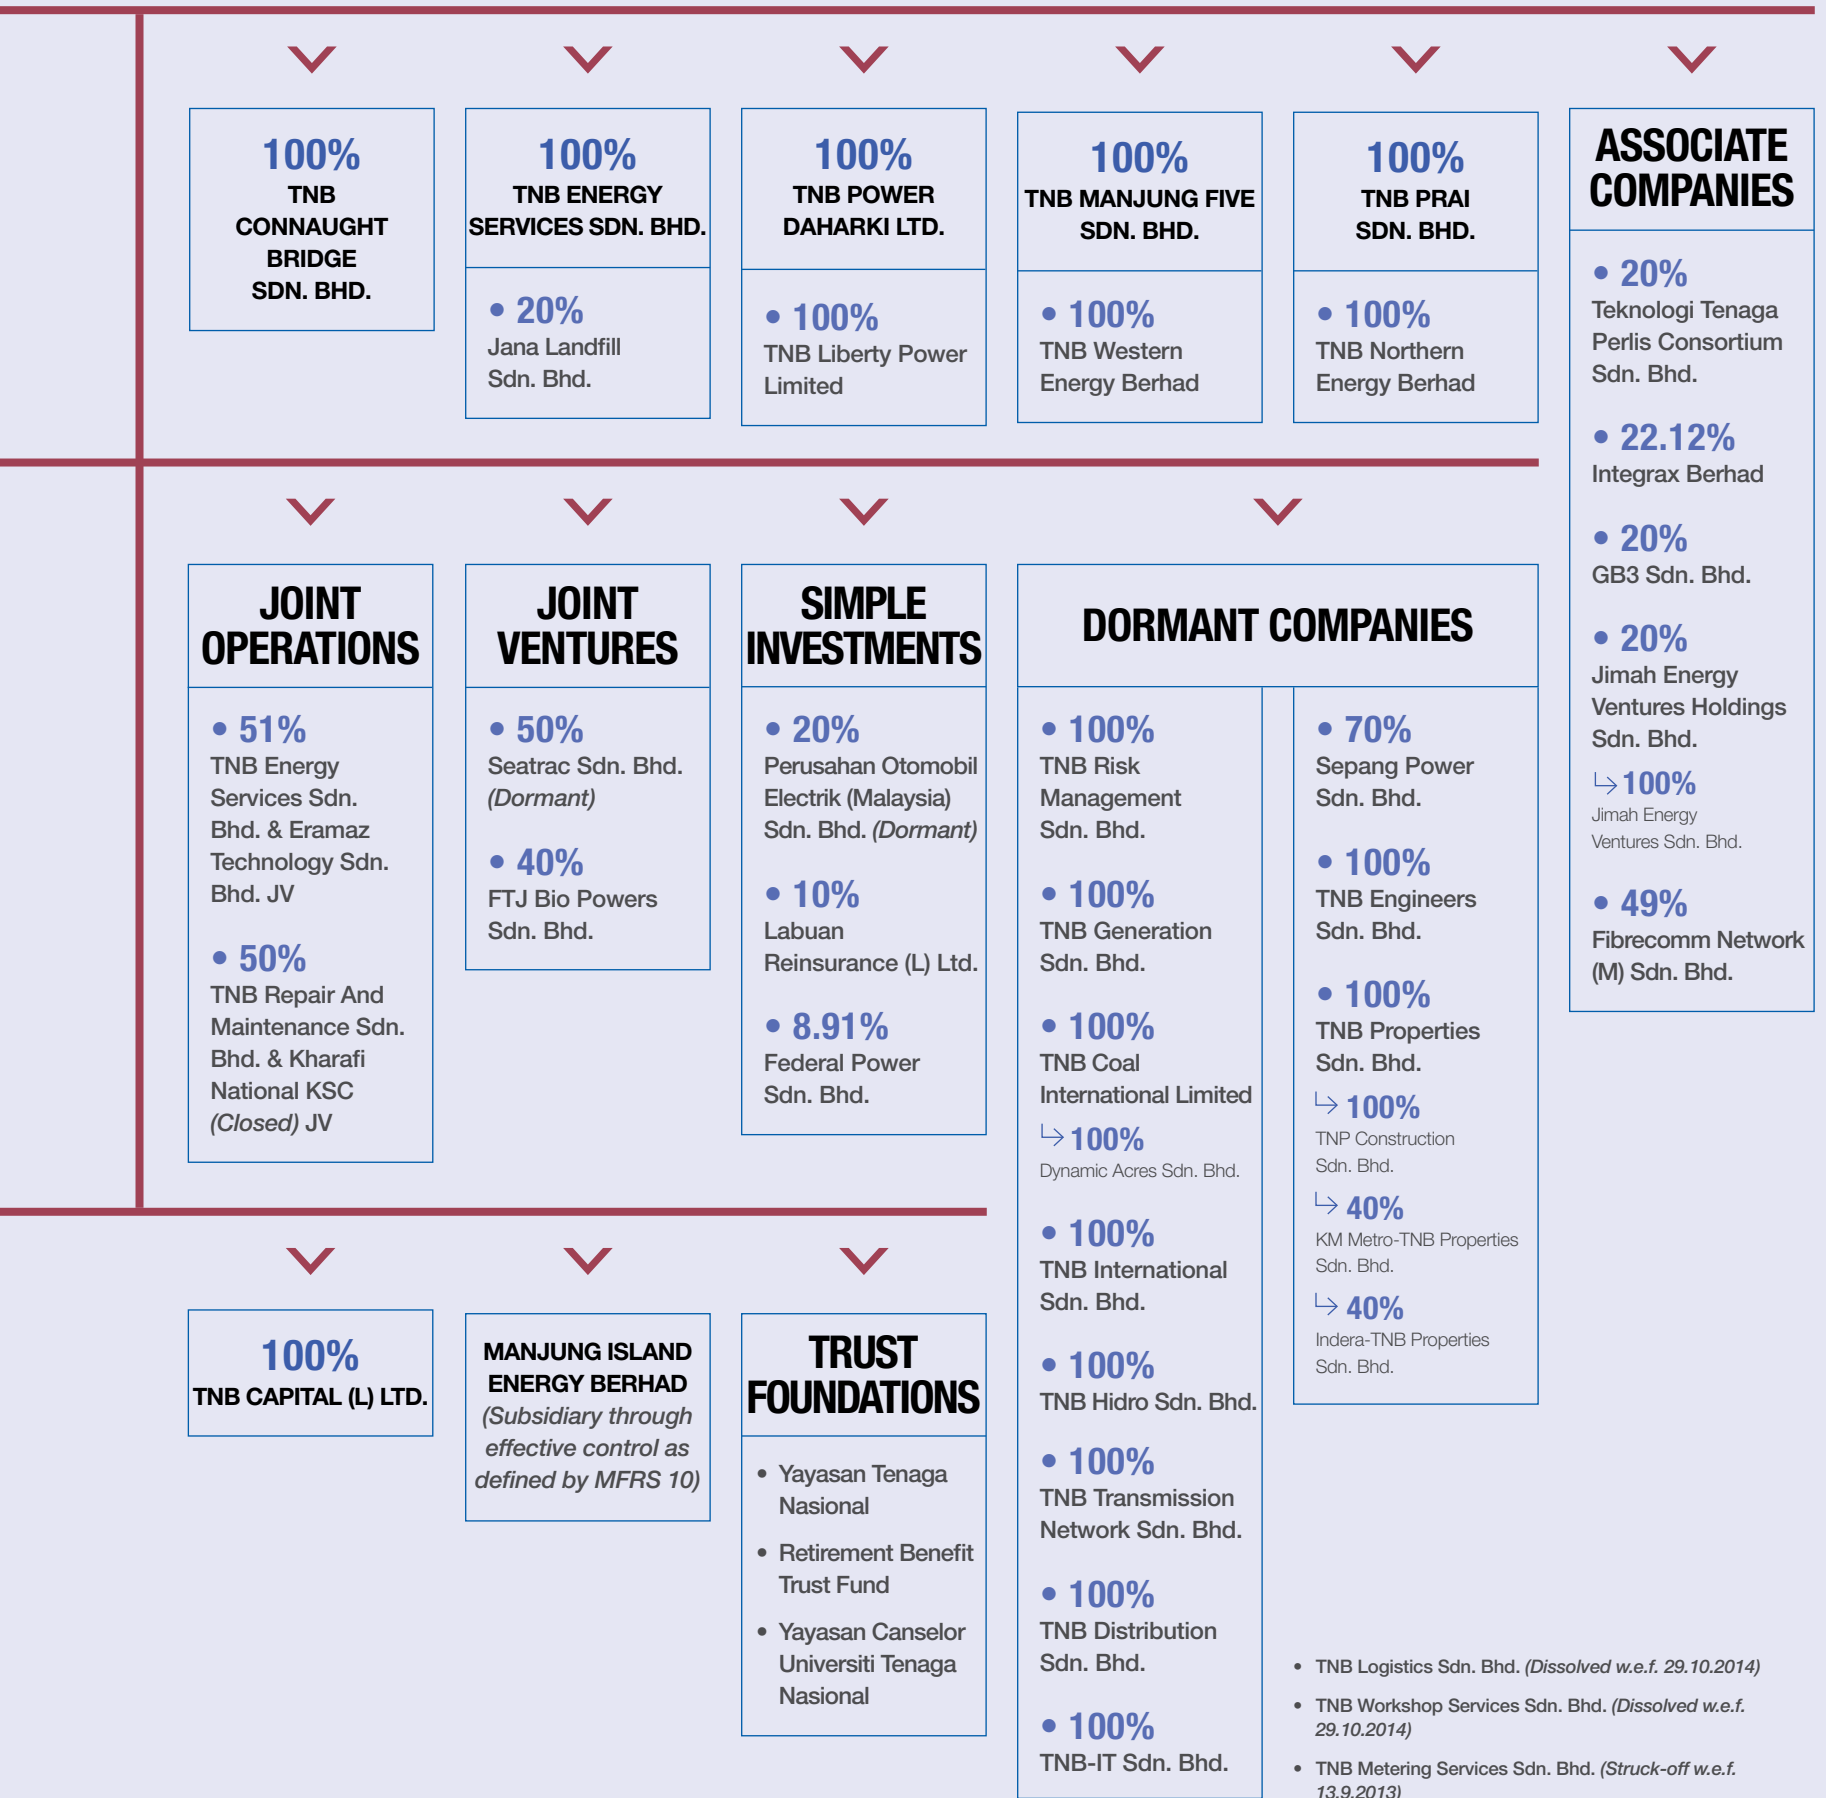 100%
TNB
CONNAUGHT
BRIDGE
SDN. BHD.
100%
TNB ENERGY
SERVICES SDN. BHD.
• 20%
Jana Landfill
Sdn. Bhd.
100%
TNB POWER
DAHARKI LTD.
• 100%
TNB Liberty Power
Limited
100%
TNB MANJUNG FIVE
SDN. BHD.
• 100%
TNB Western
Energy Berhad
100%
TNB PRAI
SDN. BHD.
• 100%
TNB Northern
Energy Berhad
ASSOCIATE
COMPANIES
• 20%
Teknologi Tenaga
Perlis Consortium
Sdn. Bhd.
• 22.12%
Integrax Berhad
• 20%
GB3 Sdn. Bhd.
• 20%
Jimah Energy
Ventures Holdings
Sdn. Bhd.
100%
Jimah Energy
Ventures Sdn. Bhd.
• 49%
Fibrecomm Network
(M) Sdn. Bhd.
JOINT
OPERATIONS
• 51%
TNB Energy
Services Sdn.
Bhd. & Eramaz
Technology Sdn.
Bhd. JV
• 50%
TNB Repair And
Maintenance Sdn.
Bhd. & Kharafi
National KSC
(Closed) JV
JOINT
VENTURES
• 50%
Seatrac Sdn. Bhd.
(Dormant)
• 40%
FTJ Bio Powers
Sdn. Bhd.
SIMPLE
INVESTMENTS
• 20%
Perusahan Otomobil
Electrik (Malaysia)
Sdn. Bhd. (Dormant)
• 10%
Labuan
Reinsurance (L) Ltd.
• 8.91%
Federal Power
Sdn. Bhd.
DORMANT COMPANIES
• 100%
TNB Risk
Management
Sdn. Bhd.
• 100%
TNB Generation
Sdn. Bhd.
• 100%
TNB Coal
International Limited
100%
Dynamic Acres Sdn. Bhd.
• 100%
TNB International
Sdn. Bhd.
• 100%
TNB Hidro Sdn. Bhd.
• 100%
TNB Transmission
Network Sdn. Bhd.
• 100%
TNB Distribution
Sdn. Bhd.
• 100%
TNB-IT Sdn. Bhd.
• 70%
Sepang Power
Sdn. Bhd.
• 100%
TNB Engineers
Sdn. Bhd.
• 100%
TNB Properties
Sdn. Bhd.
100%
TNP Construction
Sdn. Bhd.
40%
KM Metro-TNB Properties
Sdn. Bhd.
40%
Indera-TNB Properties
Sdn. Bhd.
100%
TNB CAPITAL (L) LTD.
MANJUNG ISLAND
ENERGY BERHAD
(Subsidiary through
effective control as
defined by MFRS 10)
TRUST
FOUNDATIONS
• Yayasan Tenaga
Nasional
• Retirement Benefit
Trust Fund
• Yayasan Canselor
Universiti Tenaga
Nasional
• TNB Logistics Sdn. Bhd. (Dissolved w.e.f. 29.10.2014)
• TNB Workshop Services Sdn. Bhd. (Dissolved w.e.f.
29.10.2014)
• TNB Metering Services Sdn. Bhd. (Struck-off w.e.f.
13.9.2013)